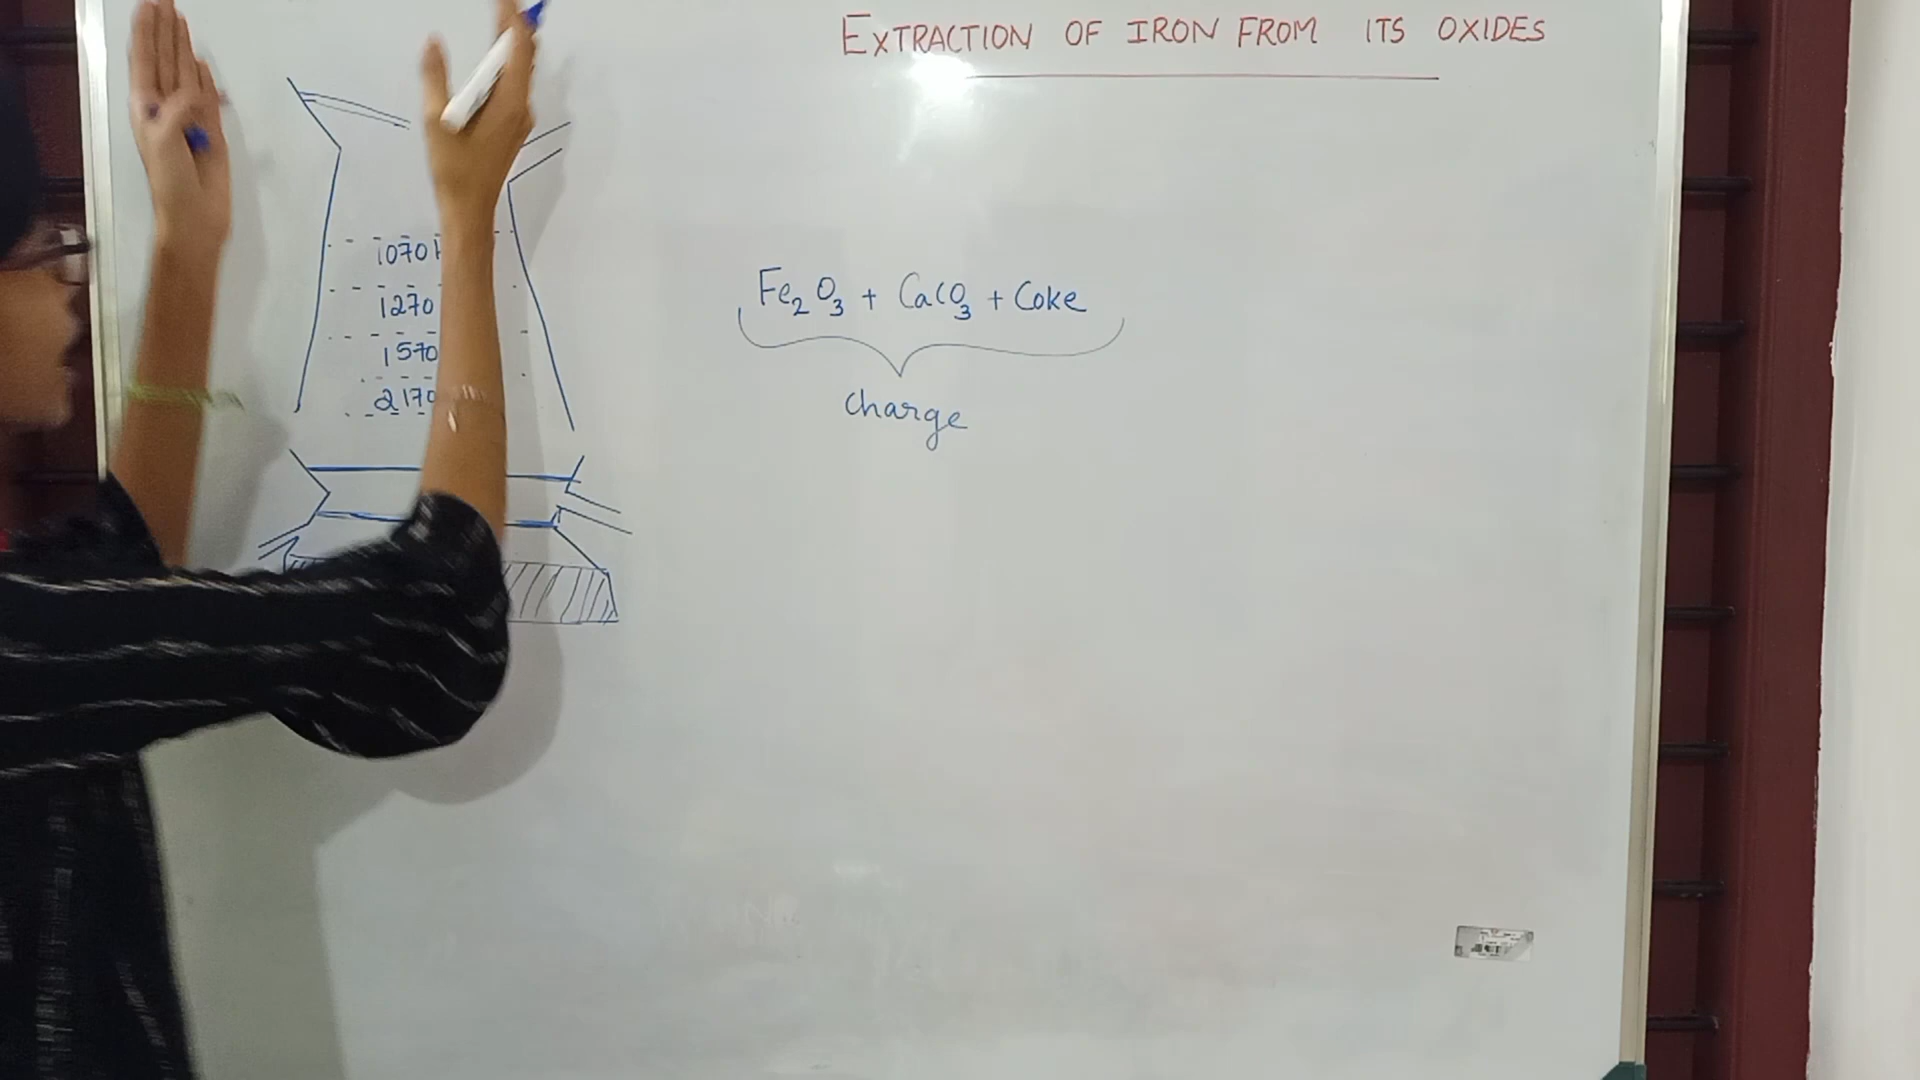 EXTRACTION OF IRON FROM ITS OXIDES
1070
1270
1570
2170
Fe₂O₃ + CaCO₃ + Coke
charge